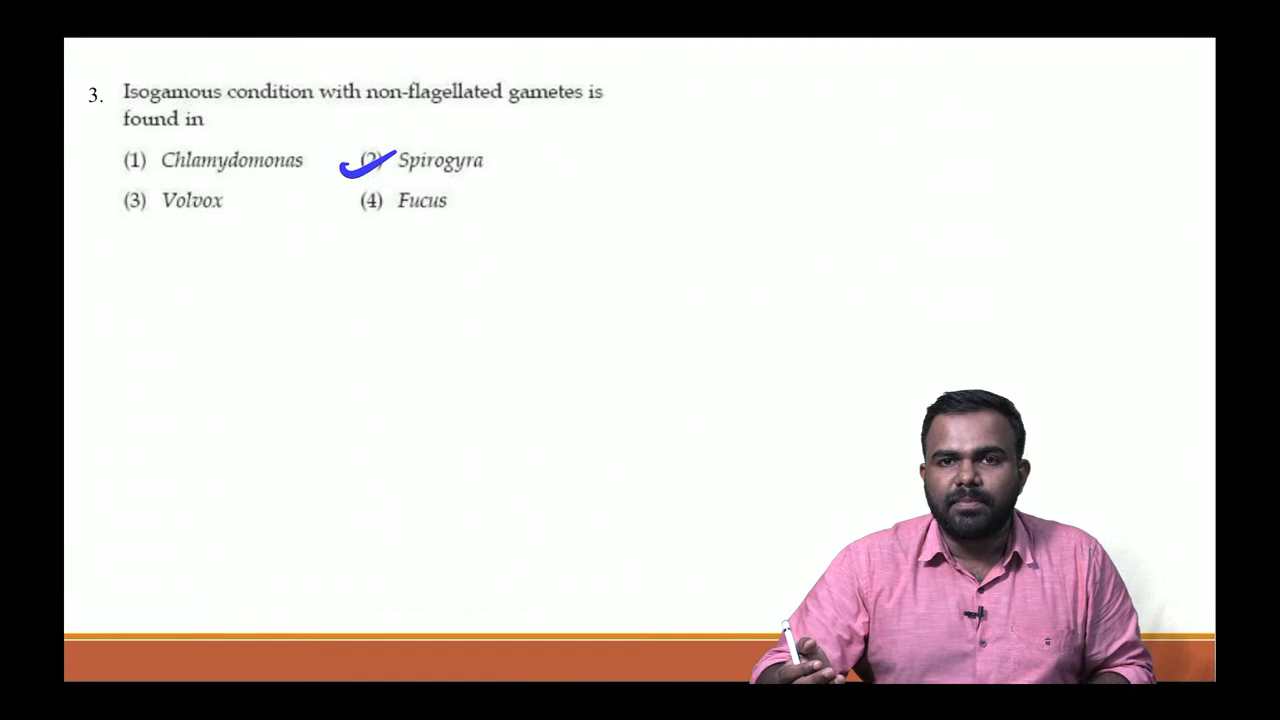 3. Isogamous condition with non-flagellated gametes is
found in
(1) Chlamydomonas (2) Spirogyra
(3) Volvox (4) Fucus